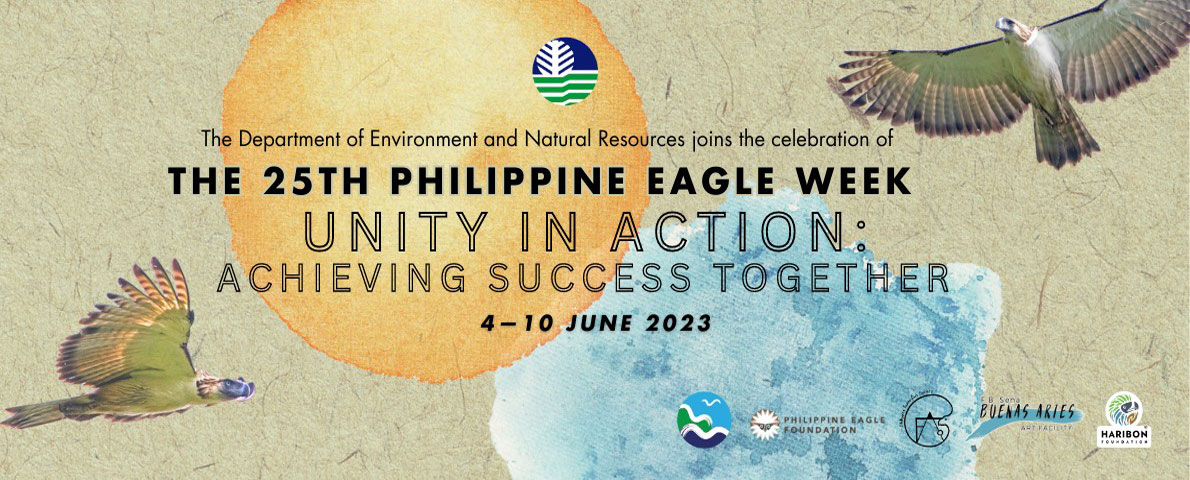 The Department of Environment and Natural Resources joins the celebration of
THE 25TH PHILIPPINE EAGLE WEEK
UNITY IN ACTION:
ACHIEVING SUCCESS TOGETHER
4—10 JUNE 2023
PHILIPPINE EAGLE
FOUNDATION
F.B. Sena
BUENAS ARIES
ART FACILITY
HARIBON
FOUNDATION